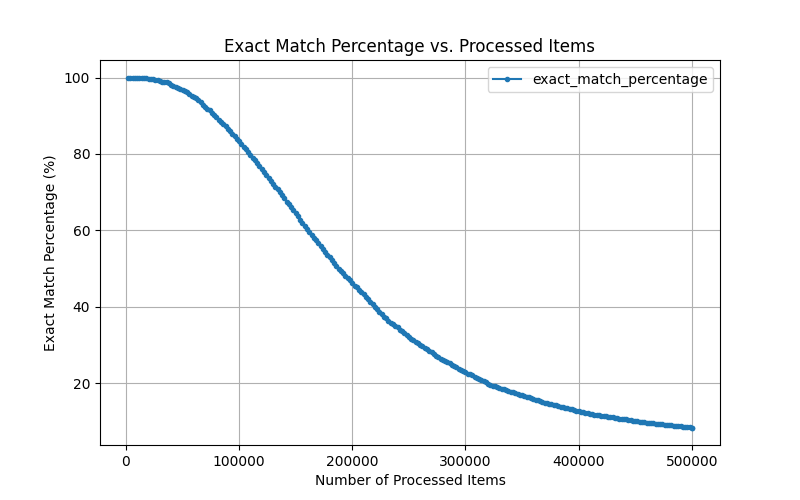 Exact Match Percentage vs. Processed Items
exact_match_percentage
Exact Match Percentage (%)
100
80
60
40
20
0
100000
200000
300000
400000
500000
Number of Processed Items